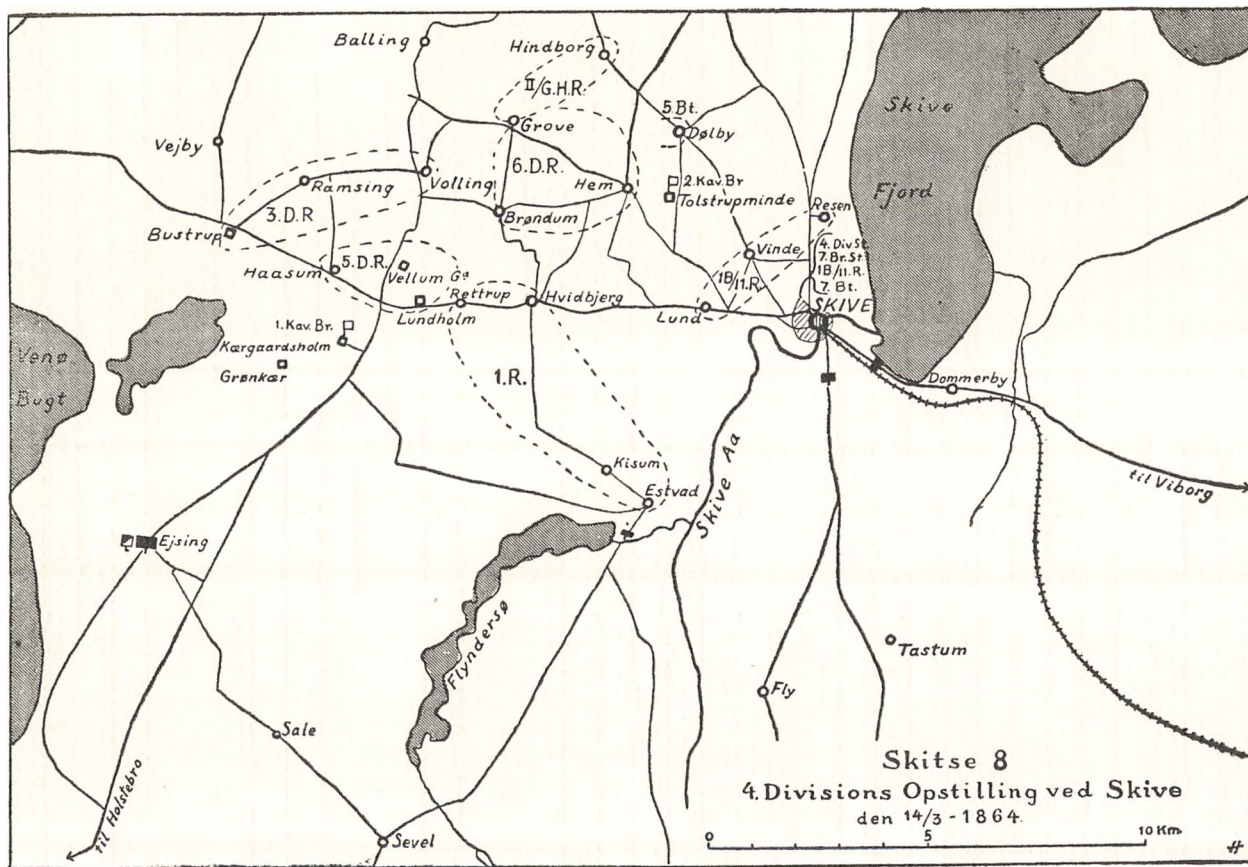 Balling
Hindborg
II/G.H.R.
5.Bt.
Skive
Grove
Dølby
Vejby
6.D.R.
Ramsing
Volling
Hem
2.Kav.Br
Tolstrupminde
Fjord
3.D.R
Brøndum
Resen
Bustrup
5.D.R.
Vinde
4.Div.St.
Haasum
Vellum
Gd
7.Br.St.
1B/11.R.
1B/11.R.
7.Bt.
Rettrup
Hvidbjerg
SKIVE
Lundholm
Lund
1.Kav.Br.
Kærgaardsholm
Venø
Grønkær
1.R.
Dommerby
Bugt
Kisum
Estvad
Skive Aa
til Viborg
Ejsing
Flyndersø
Tastum
Fly
Sale
Skitse 8
4.Divisions Opstilling ved Skive
den 14/3-1864.
til Holstebro
Sevel
0 5 10 Km